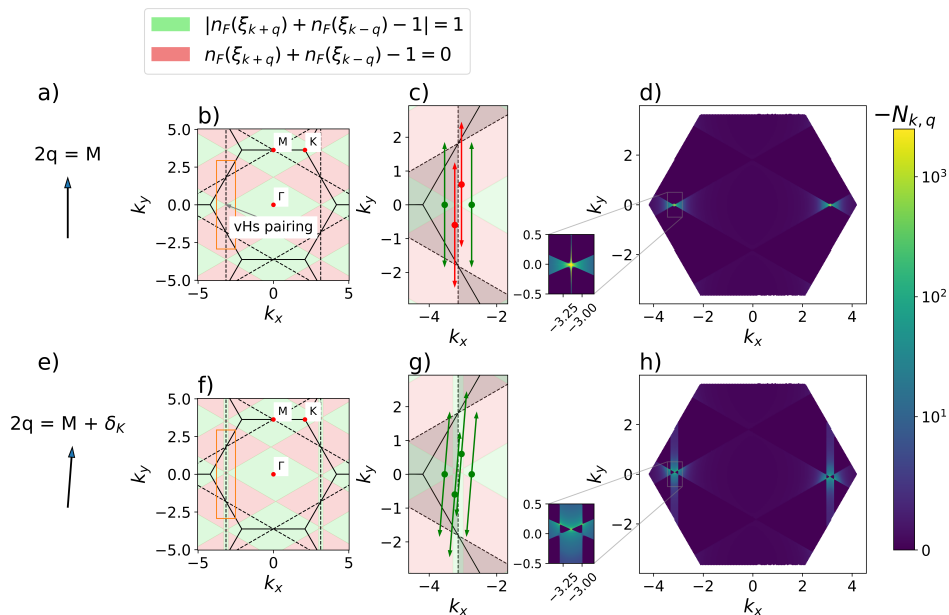 |n_F(ξ_{k+q}) + n_F(ξ_{k−q}) − 1| = 1
n_F(ξ_{k+q}) + n_F(ξ_{k−q}) − 1 = 0
a)
2q = M
b)
5.0
2.5
0.0
−2.5
−5.0
k_y
−5
0
5
k_x
M
K
Γ
vHs pairing
c)
2
1
0
−1
−2
k_y
−4
−2
k_x
0.5
0.0
−0.5
−3.25
−3.00
d)
2
0
−2
k_y
−4
−2
0
2
4
k_x
−N_{k, q}
10^3
10^2
10^1
10^0
e)
2q = M + δ_K
f)
5.0
2.5
0.0
−2.5
−5.0
k_y
−5
0
5
k_x
M
K
Γ
g)
2
1
0
−1
−2
k_y
−4
−2
k_x
0.5
0.0
−0.5
−3.25
−3.00
h)
2
0
−2
k_y
−4
−2
0
2
4
k_x